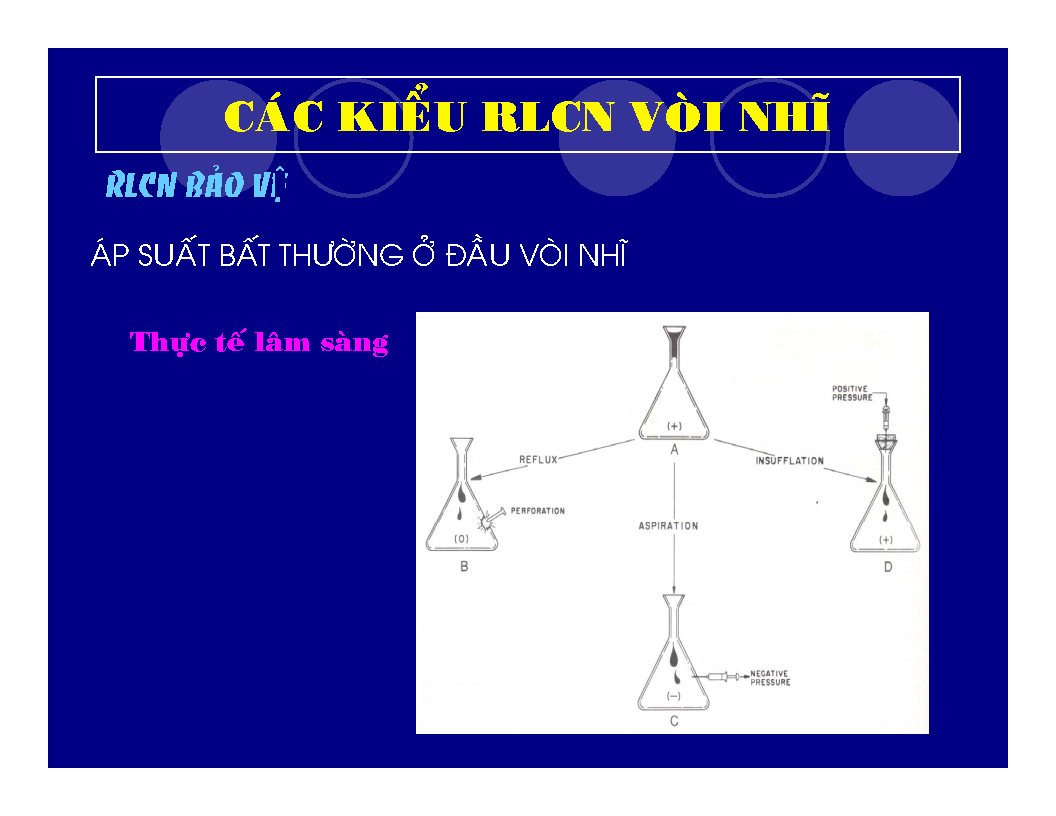 CÁC KIỂU RLCN VÒI NHĨ
RLCN BẢO VỆ
ÁP SUẤT BẤT THƯỜNG Ở ĐẦU VÒI NHĨ
Thực tế lâm sàng
POSITIVE
PRESSURE
(+)
A
REFLUX
INSUFFLATION
PERFORATION
ASPIRATION
(0)
(+)
B
D
NEGATIVE
PRESSURE
(−)
C